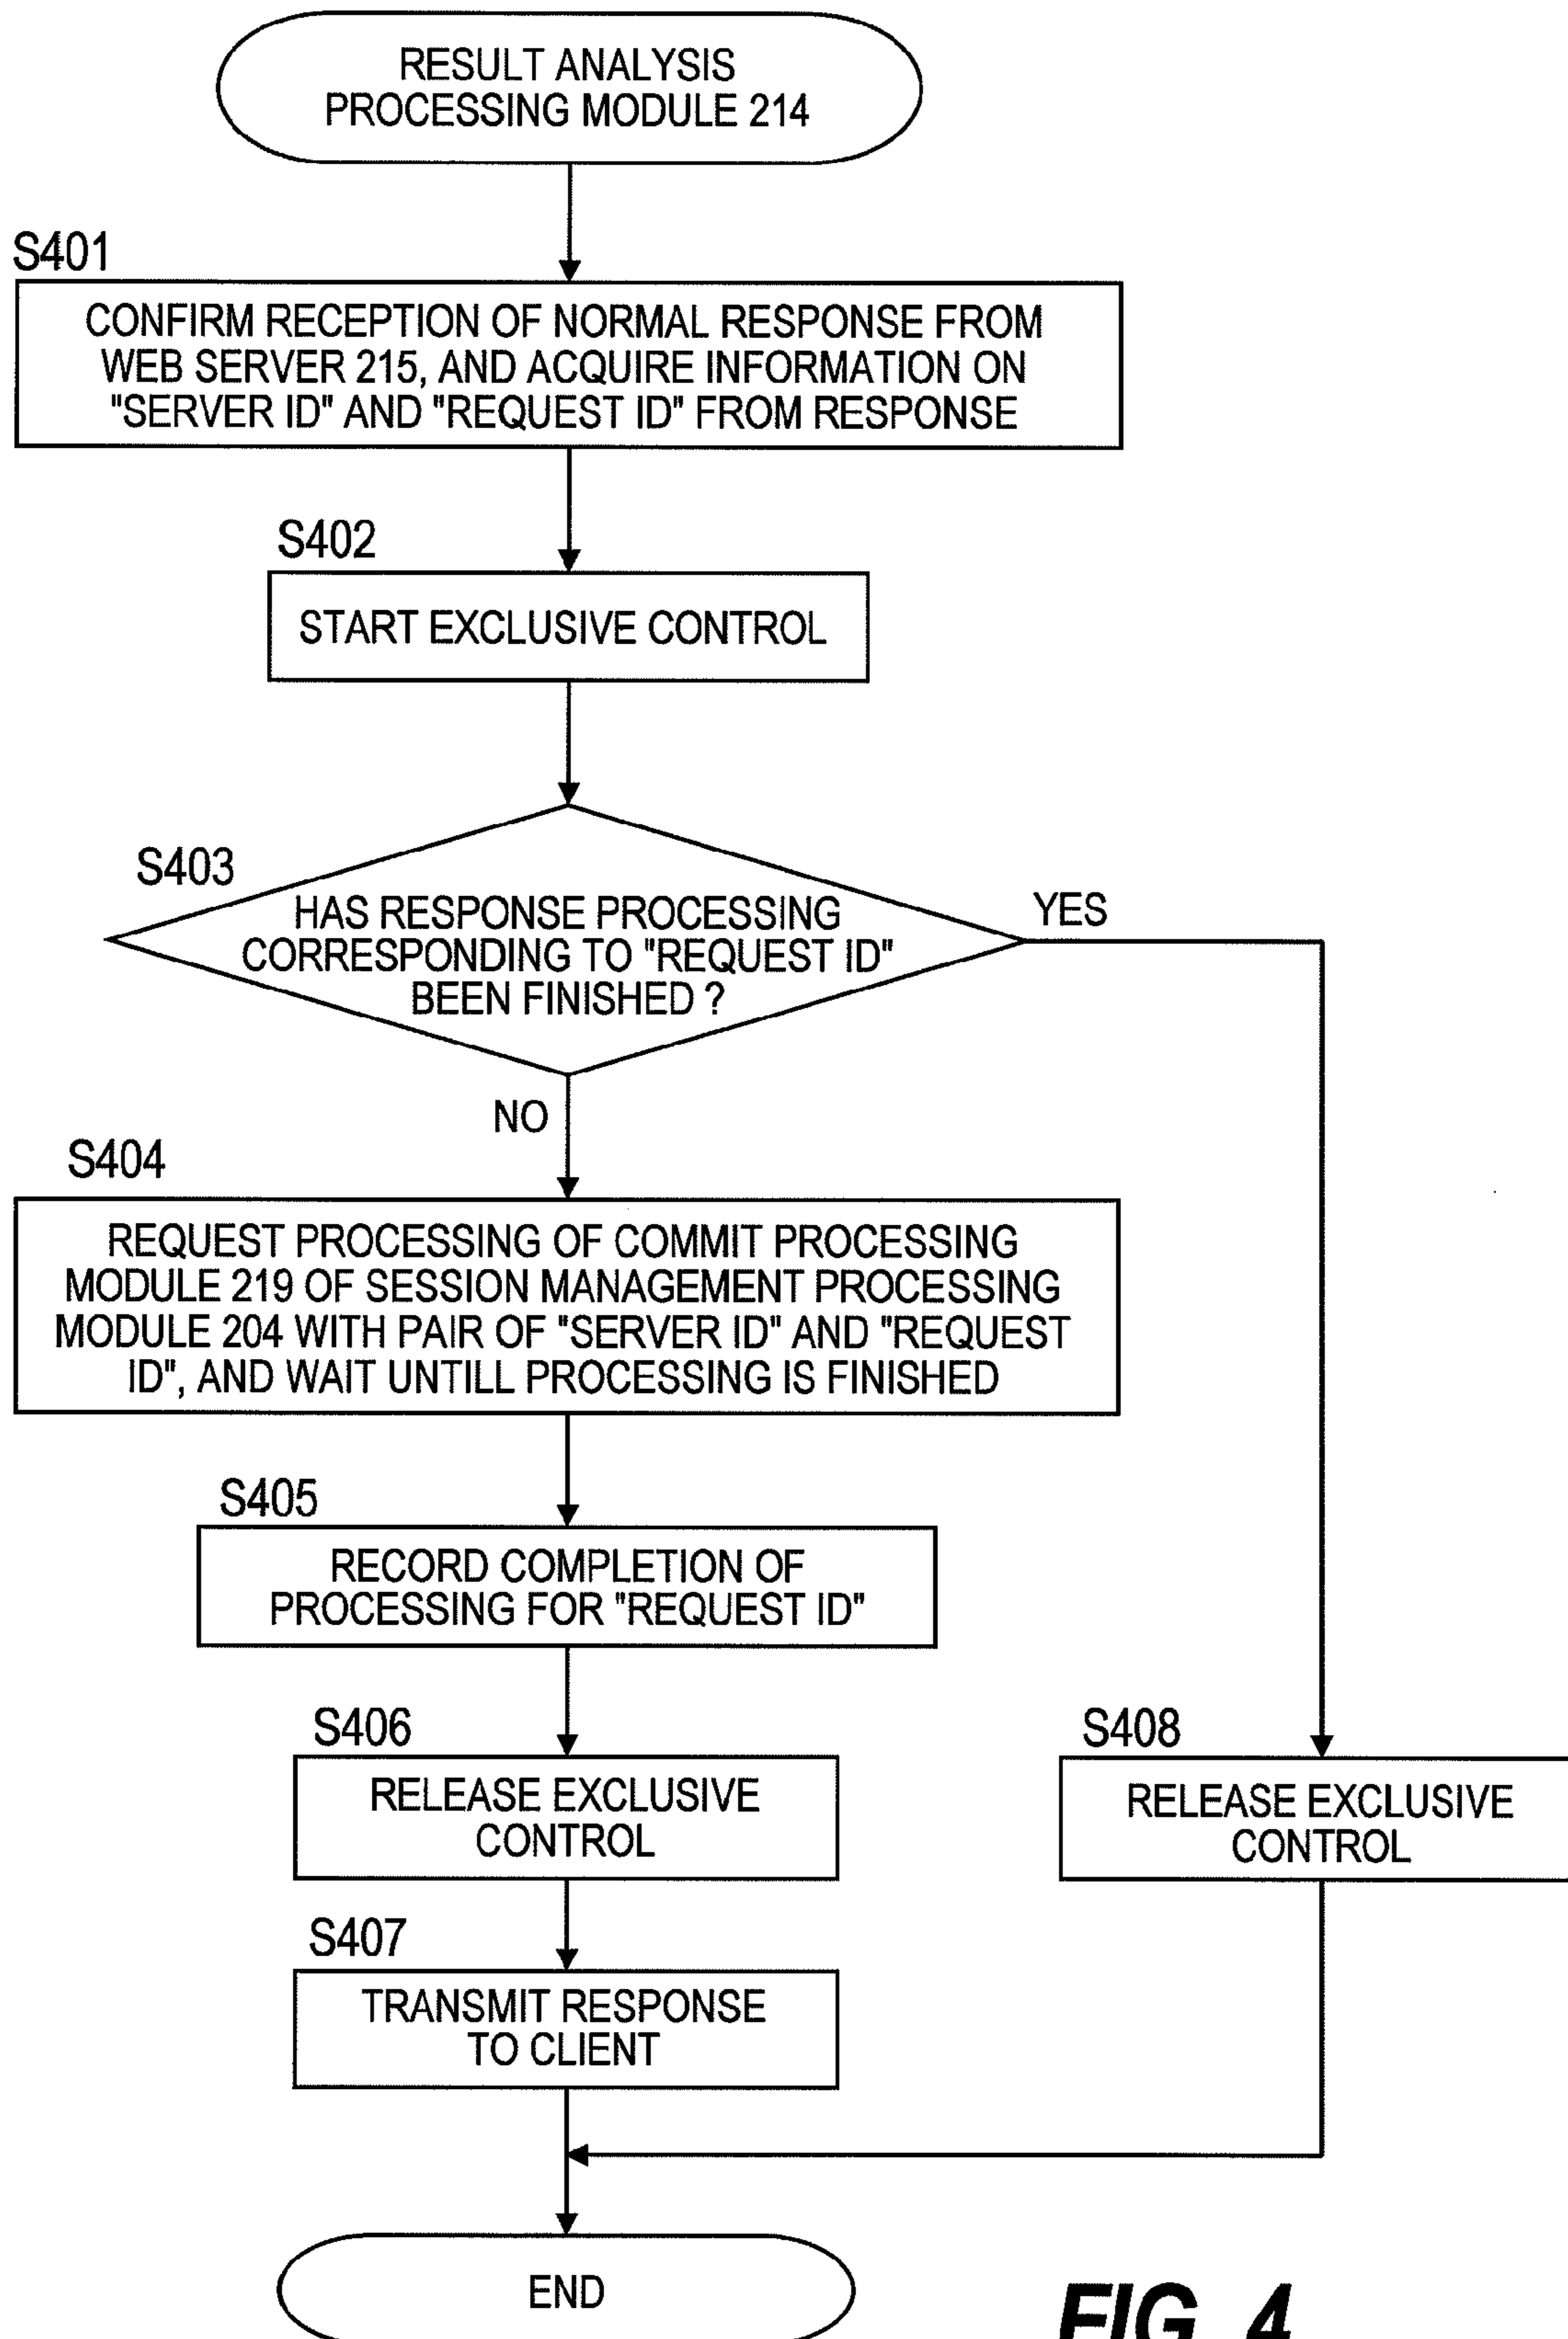 RESULT ANALYSIS
PROCESSING MODULE 214
S401
CONFIRM RECEPTION OF NORMAL RESPONSE FROM
WEB SERVER 215, AND ACQUIRE INFORMATION ON
"SERVER ID" AND "REQUEST ID" FROM RESPONSE
S402
START EXCLUSIVE CONTROL
S403
HAS RESPONSE PROCESSING
CORRESPONDING TO "REQUEST ID"
BEEN FINISHED ?
YES
NO
S404
REQUEST PROCESSING OF COMMIT PROCESSING
MODULE 219 OF SESSION MANAGEMENT PROCESSING
MODULE 204 WITH PAIR OF "SERVER ID" AND "REQUEST
ID", AND WAIT UNTILL PROCESSING IS FINISHED
S405
RECORD COMPLETION OF
PROCESSING FOR "REQUEST ID"
S406
RELEASE EXCLUSIVE
CONTROL
S408
RELEASE EXCLUSIVE
CONTROL
S407
TRANSMIT RESPONSE
TO CLIENT
END
FIG. 4